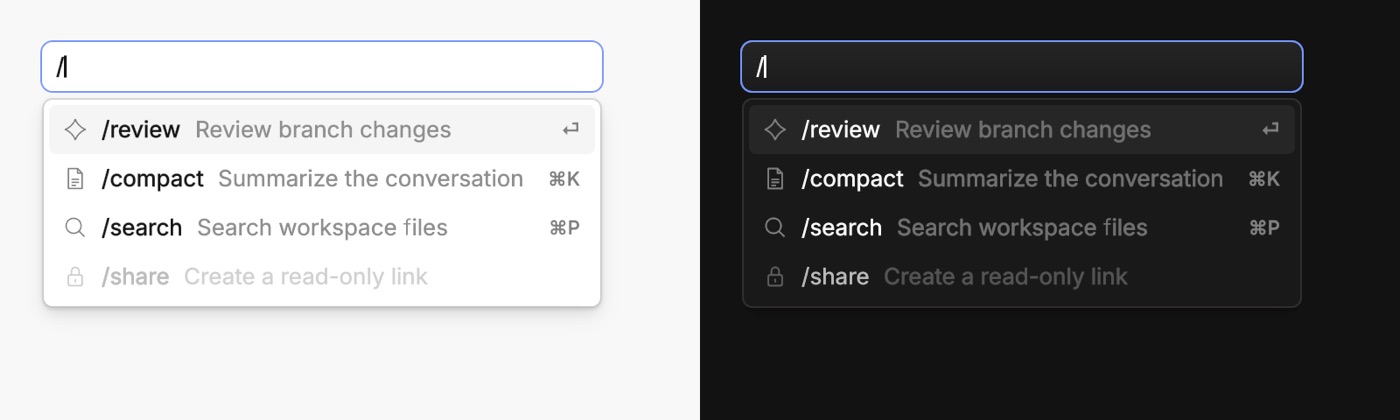 /
/review Review branch changes ↵
/compact Summarize the conversation ⌘K
/search Search workspace files ⌘P
/share Create a read-only link
/
/review Review branch changes ↵
/compact Summarize the conversation ⌘K
/search Search workspace files ⌘P
/share Create a read-only link